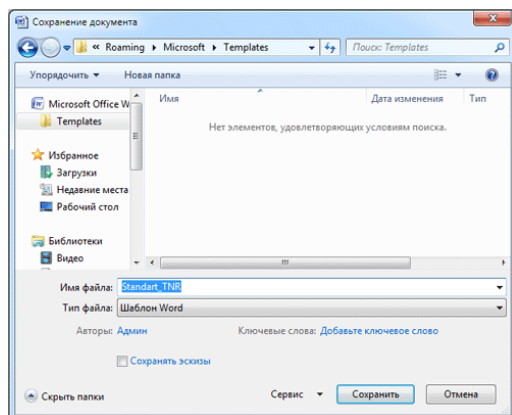 Сохранение документа
« Roaming ▸ Microsoft ▸ Templates
Поиск: Templates
Упорядочить ▾ Новая папка
Microsoft Office W
Templates
Избранное
Загрузки
Недавние места
Рабочий стол
Библиотеки
Видео
Имя Дата изменения Тип
Нет элементов, удовлетворяющих условиям поиска.
Имя файла: Standart_TNR
Тип файла: Шаблон Word
Авторы: Админ Ключевые слова: Добавьте ключевое слово
Сохранять эскизы
Скрыть папки Сервис ▾ Сохранить Отмена